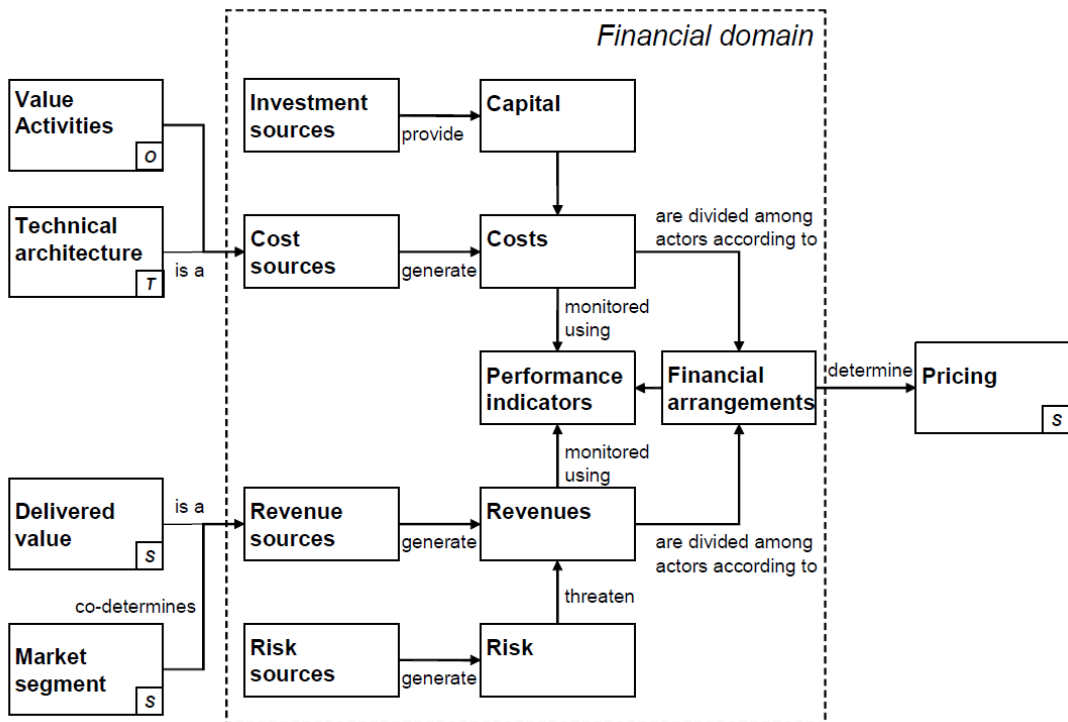 Financial domain
Value
Activities
O
Investment
sources
provide
Capital
Technical
architecture
T
is a
Cost
sources
generate
Costs
are divided among
actors according to
monitored
using
Performance
indicators
Financial
arrangements
determine
Pricing
S
monitored
using
Delivered
value
S
is a
Revenue
sources
generate
Revenues
are divided among
actors according to
co-determines
threaten
Market
segment
S
Risk
sources
generate
Risk